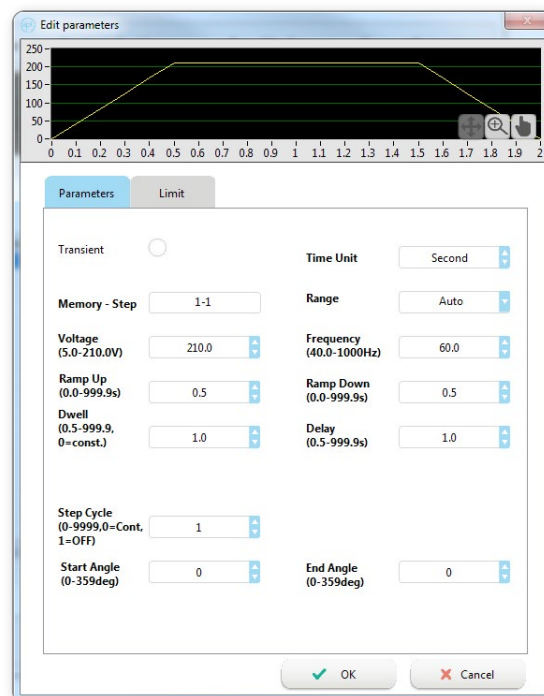 Edit parameters
250
200
150
100
50
0
0 0.1 0.2 0.3 0.4 0.5 0.6 0.7 0.8 0.9 1 1.1 1.2 1.3 1.4 1.5 1.6 1.7 1.8 1.9 2
Parameters Limit
Transient
Time Unit Second
Memory - Step 1-1
Range Auto
Voltage
(5.0-210.0V) 210.0
Frequency
(40.0-1000Hz) 60.0
Ramp Up
(0.0-999.9s) 0.5
Ramp Down
(0.0-999.9s) 0.5
Dwell
(0.5-999.9,
0=const.) 1.0
Delay
(0.5-999.9s) 1.0
Step Cycle
(0-9999,0=Cont,
1=OFF) 1
Start Angle
(0-359deg) 0
End Angle
(0-359deg) 0
OK Cancel